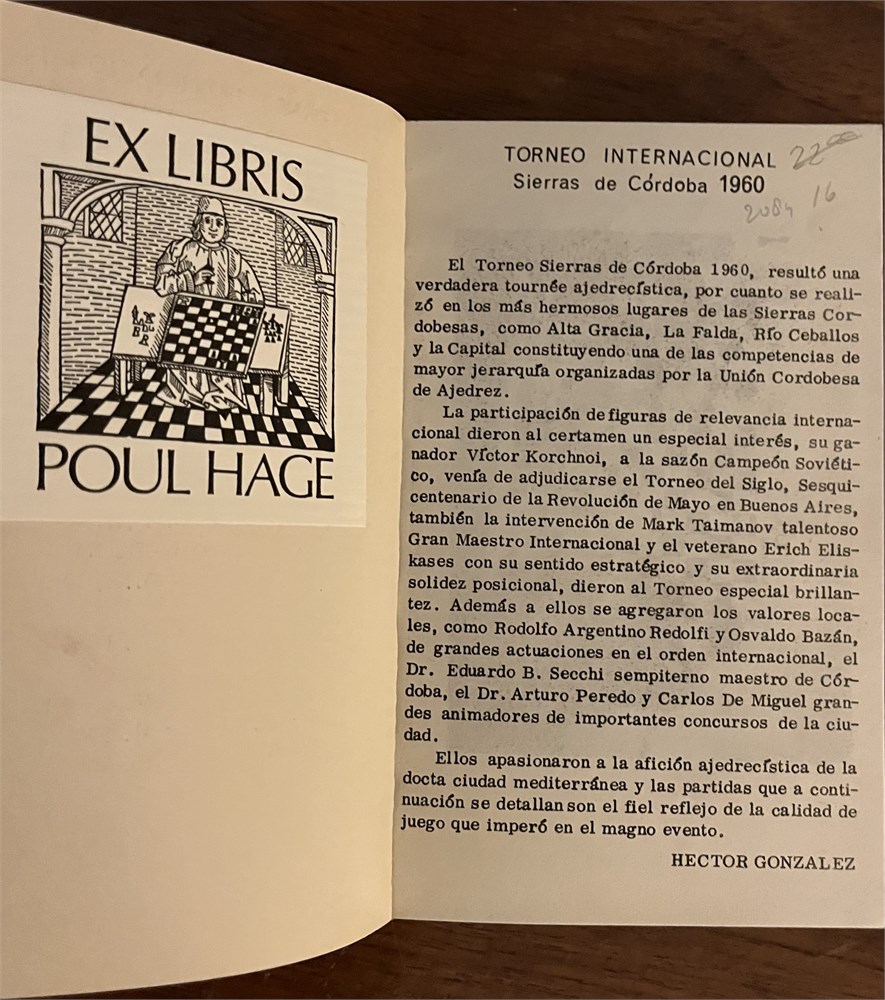 EX LIBRIS
POUL HAGE
TORNEO INTERNACIONAL
Sierras de Córdoba 1960
22
2084
16
El Torneo Sierras de Córdoba 1960, resultó una
verdadera tournée ajedrecística, por cuanto se reali-
zó en los más hermosos lugares de las Sierras Cor-
dobesas, como Alta Gracia, La Falda, Río Ceballos
y la Capital constituyendo una de las competencias de
mayor jerarquía organizadas por la Unión Cordobesa
de Ajedrez.
La participación de figuras de relevancia interna-
cional dieron al certamen un especial interés, su ga-
nador Víctor Korchnoi, a la sazón Campeón Soviéti-
co, venía de adjudicarse el Torneo del Siglo, Sesqui-
centenario de la Revolución de Mayo en Buenos Aires,
también la intervención de Mark Taimanov talentoso
Gran Maestro Internacional y el veterano Erich Elis-
kases con su sentido estratégico y su extraordinaria
solidez posicional, dieron al Torneo especial brillan-
tez. Además a ellos se agregaron los valores loca-
les, como Rodolfo Argentino Redolfi y Osvaldo Bazán,
de grandes actuaciones en el orden internacional, el
Dr. Eduardo B. Secchi sempiterno maestro de Cór-
doba, el Dr. Arturo Peredo y Carlos De Miguel gran-
des animadores de importantes concursos de la ciu-
dad.
Ellos apasionaron a la afición ajedrecística de la
docta ciudad mediterránea y las partidas que a conti-
nuación se detallan son el fiel reflejo de la calidad de
juego que imperó en el magno evento.
HECTOR GONZALEZ